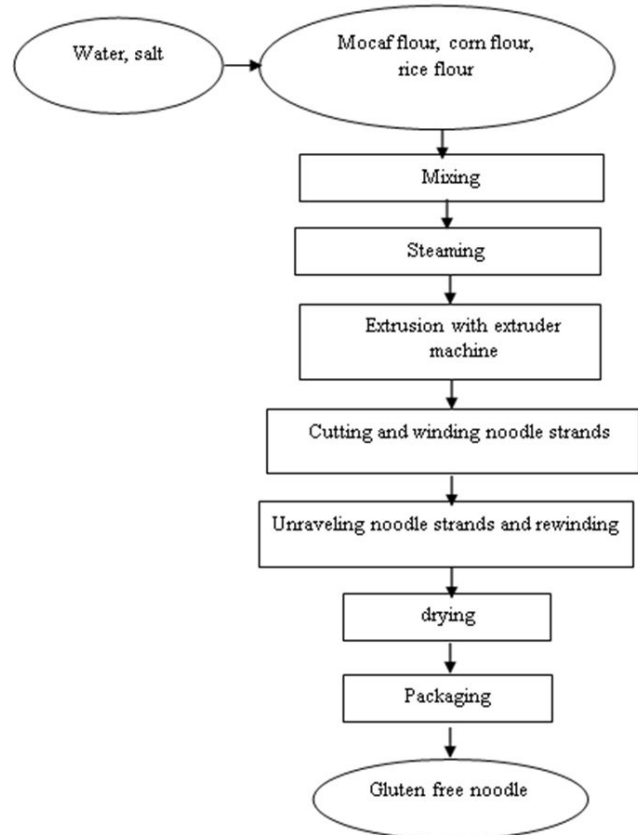 Water, salt
Mocaf flour, corn flour,
rice flour
Mixing
Steaming
Extrusion with extruder
machine
Cutting and winding noodle strands
Unraveling noodle strands and rewinding
drying
Packaging
Gluten free noodle